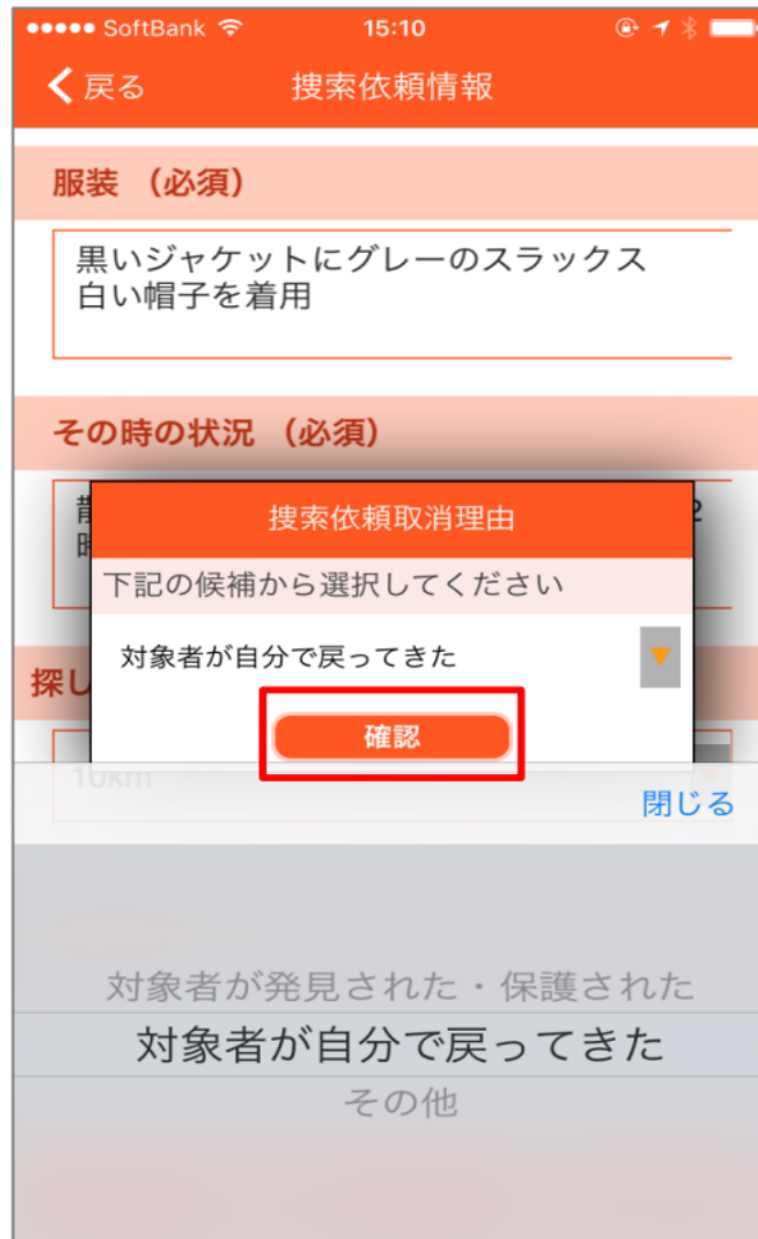 SoftBank 15:10
戻る 捜索依頼情報
服装 （必須）
黒いジャケットにグレーのスラックス
白い帽子を着用
その時の状況 （必須）
捜索依頼取消理由
下記の候補から選択してください
対象者が自分で戻ってきた
探し
確認
10km
閉じる
対象者が発見された・保護された
対象者が自分で戻ってきた
その他